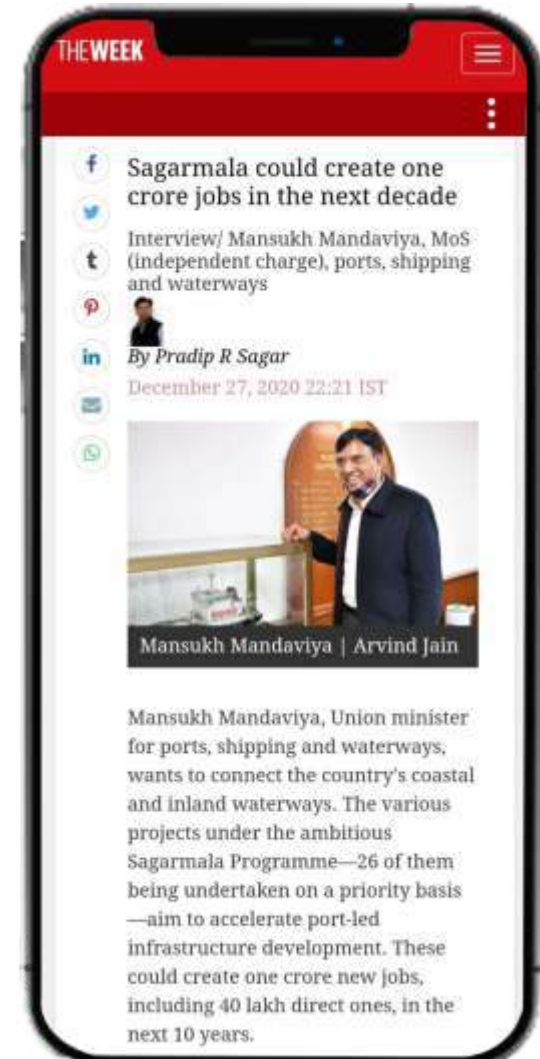 THEWEEK
Sagarmala could create one
crore jobs in the next decade
Interview/ Mansukh Mandaviya, MoS
(independent charge), ports, shipping
and waterways
By Pradip R Sagar
December 27, 2020 22:21 IST
Mansukh Mandaviya | Arvind Jain
Mansukh Mandaviya, Union minister
for ports, shipping and waterways,
wants to connect the country's coastal
and inland waterways. The various
projects under the ambitious
Sagarmala Programme—26 of them
being undertaken on a priority basis
—aim to accelerate port-led
infrastructure development. These
could create one crore new jobs,
including 40 lakh direct ones, in the
next 10 years.